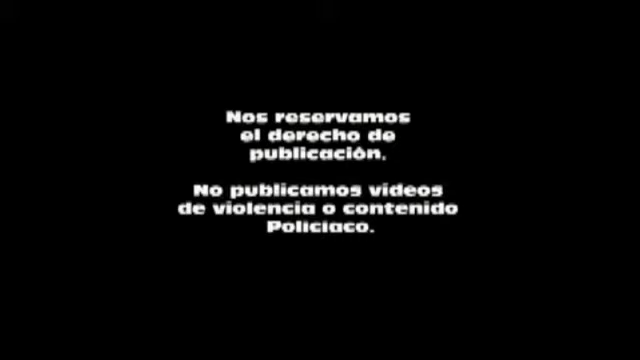 Nos reservamos
el derecho de
publicación.
No publicamos videos
de violencia o contenido
Policiaco.